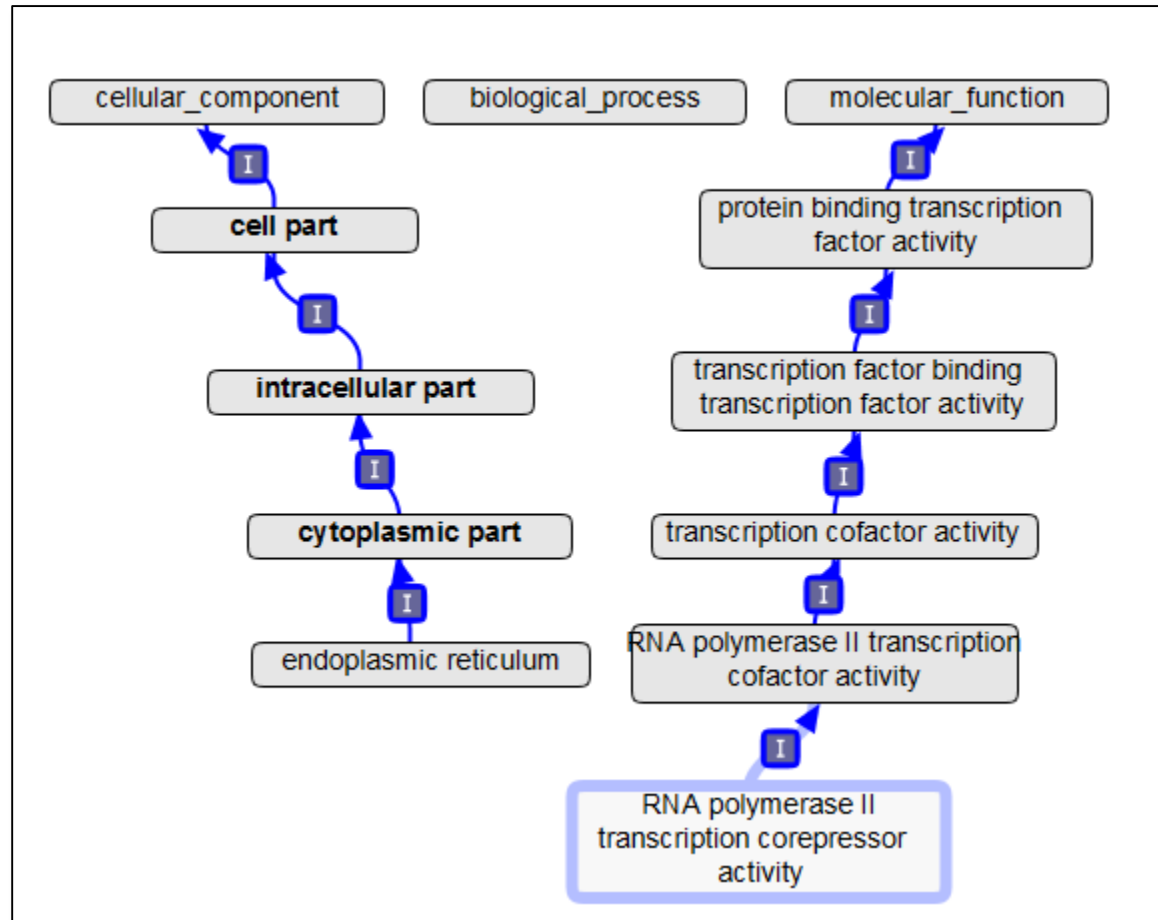 cellular_component
biological_process
molecular_function
I
I
cell part
protein binding transcription
factor activity
I
I
intracellular part
transcription factor binding
transcription factor activity
I
I
cytoplasmic part
transcription cofactor activity
I
I
endoplasmic reticulum
RNA polymerase II transcription
cofactor activity
I
RNA polymerase II
transcription corepressor
activity